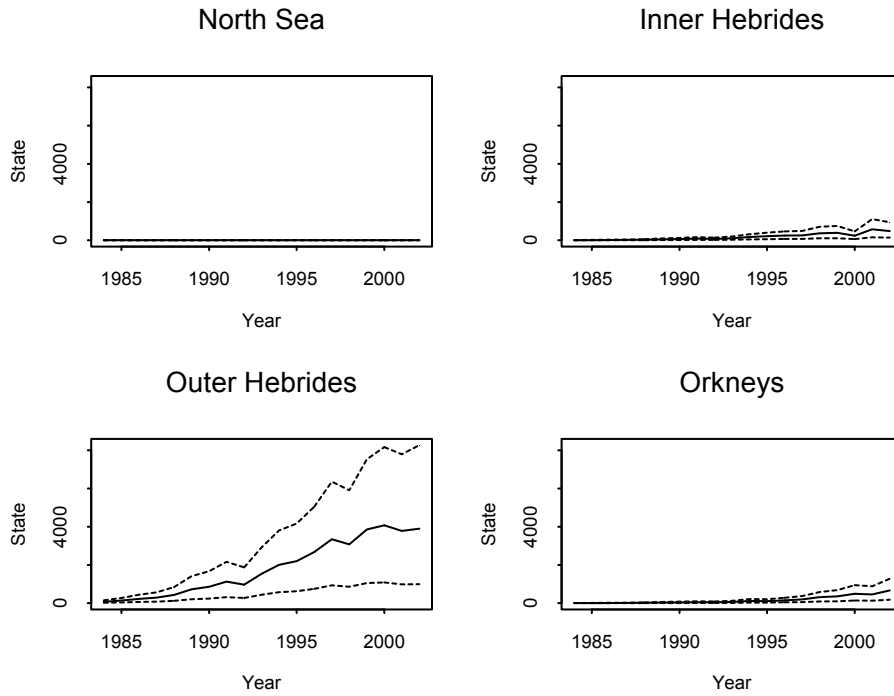 North Sea
State
0
4000
1985
1990
1995
2000
Year
Inner Hebrides
State
0
4000
1985
1990
1995
2000
Year
Outer Hebrides
State
0
4000
1985
1990
1995
2000
Year
Orkneys
State
0
4000
1985
1990
1995
2000
Year